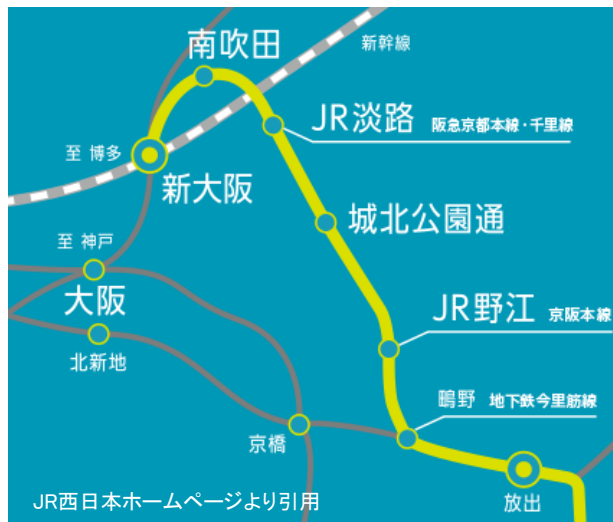 南吹田
新幹線
JR淡路 阪急京都本線・千里線
至 博多
新大阪
城北公園通
至 神戸
大阪
JR野江 京阪本線
北新地
鴫野 地下鉄今里筋線
京橋
放出
JR西日本ホームページより引用